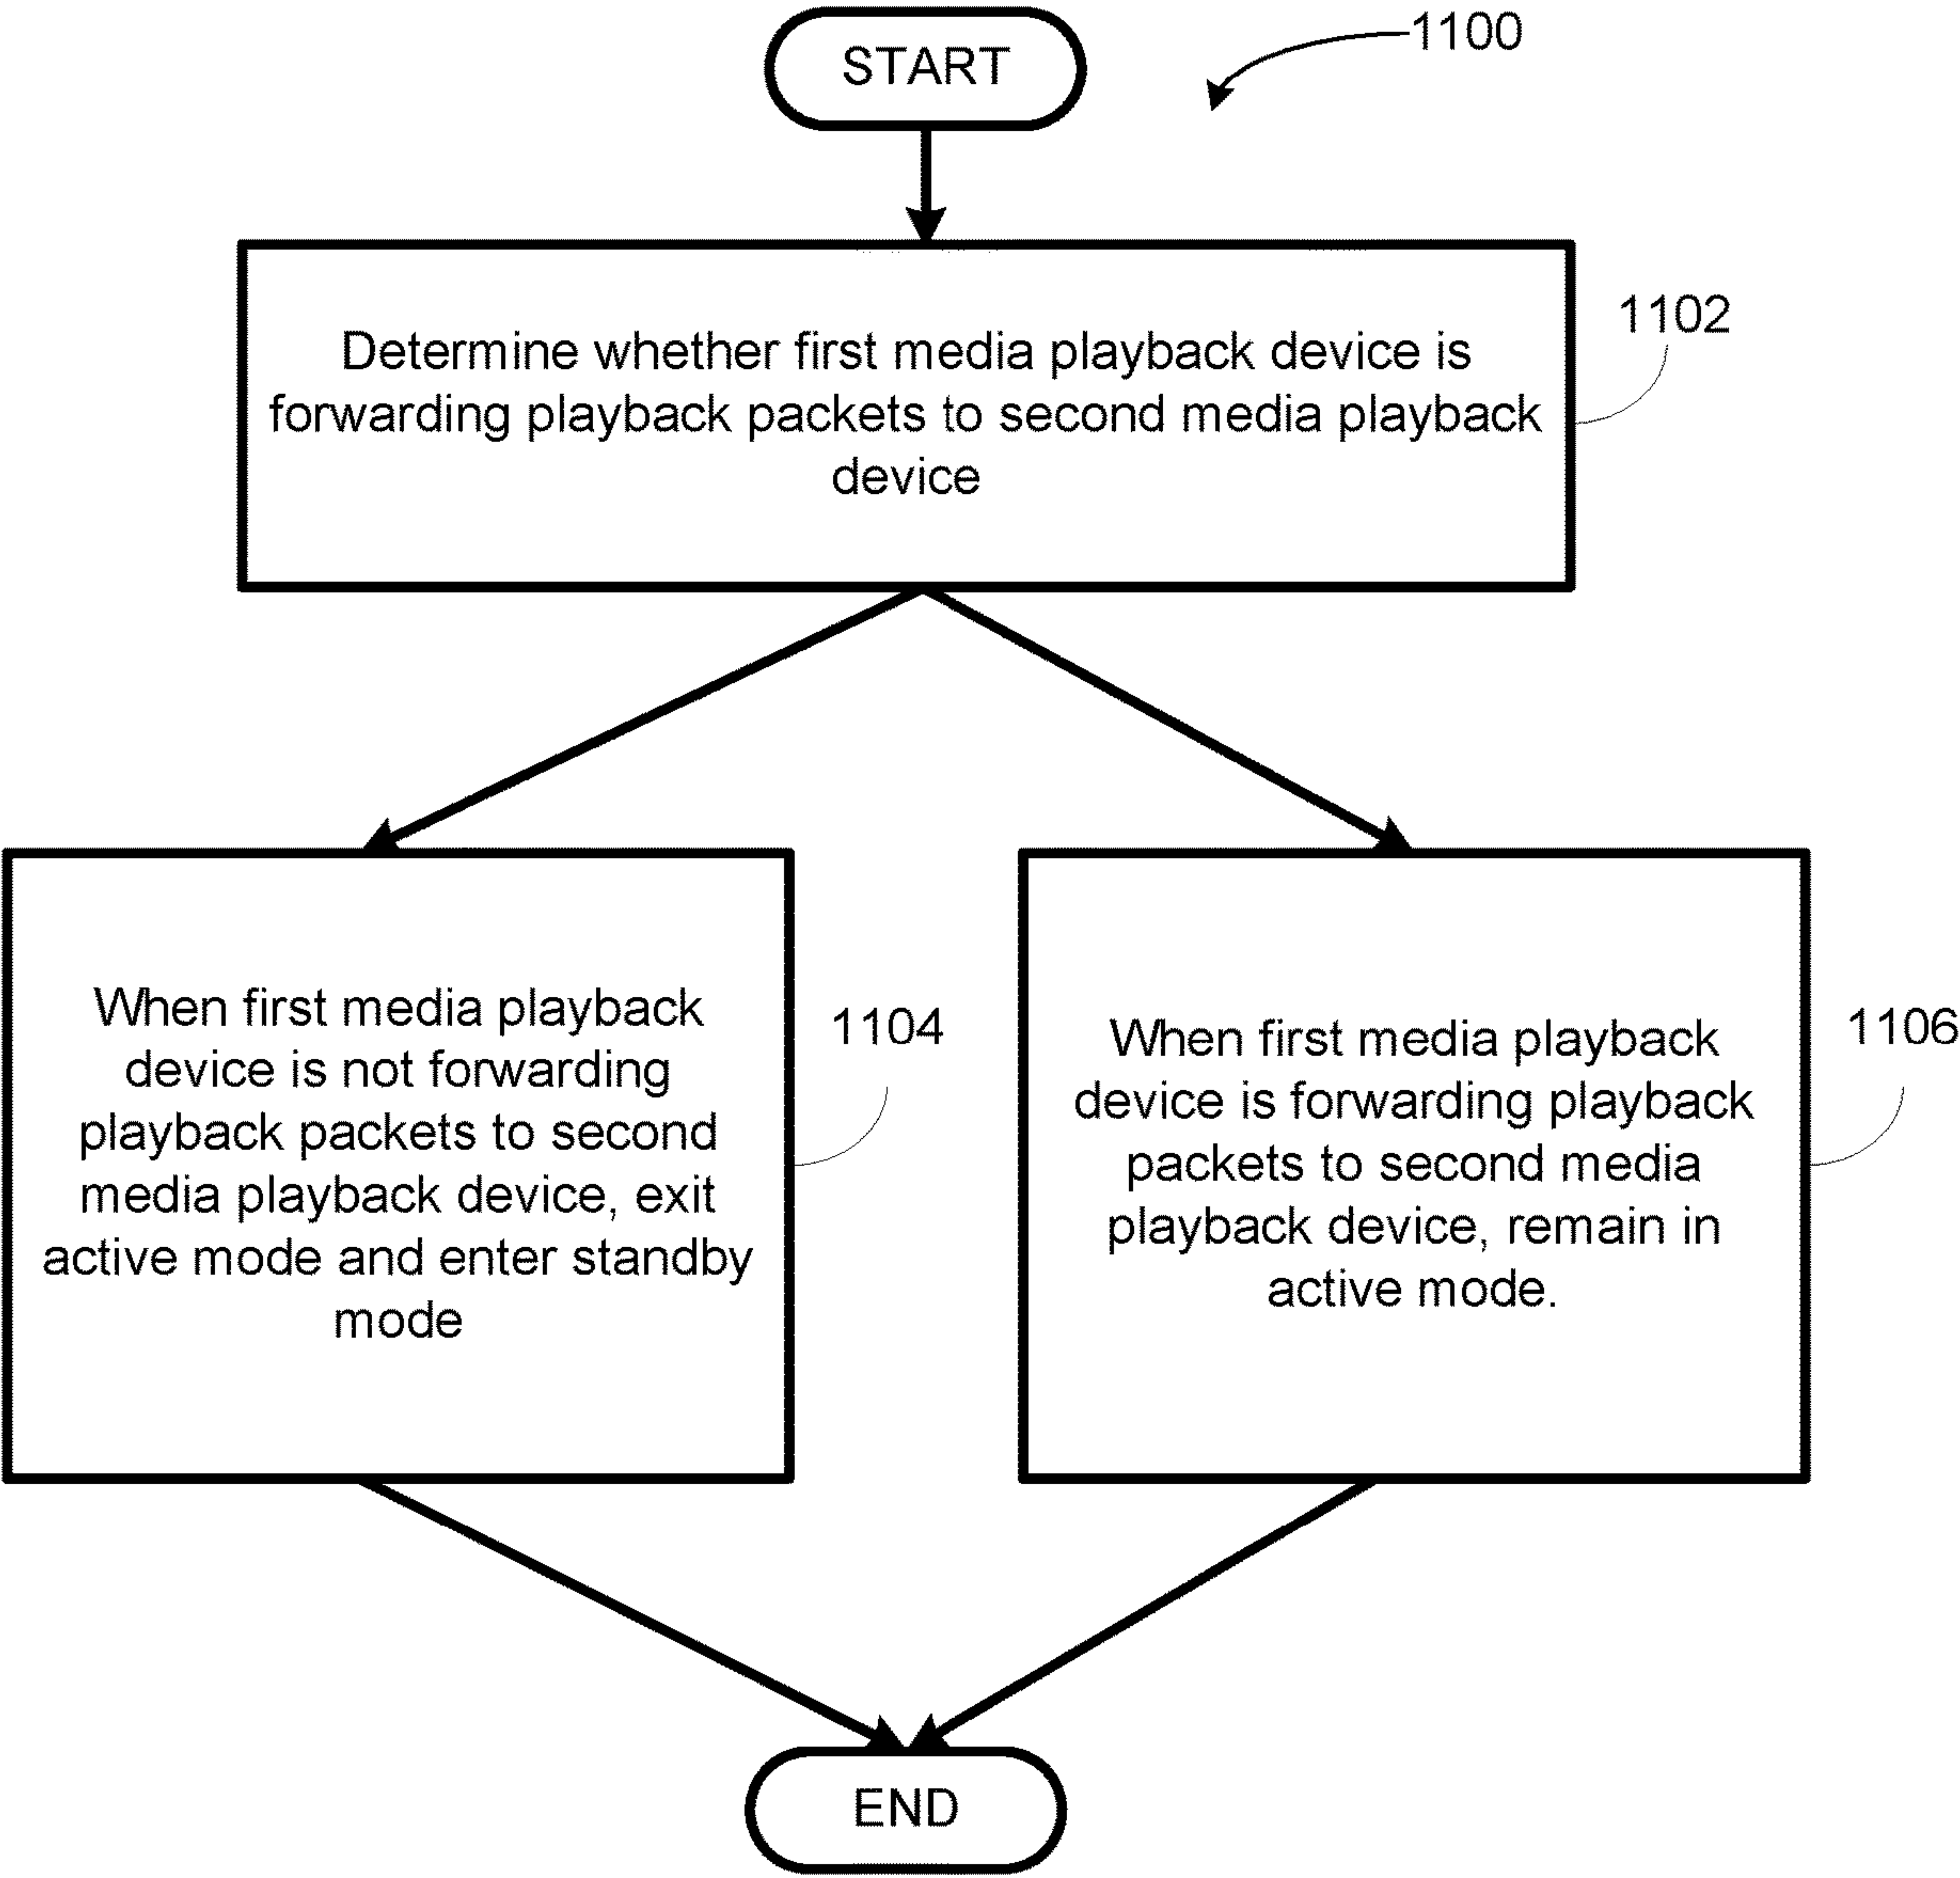 START
1100
Determine whether first media playback device is
forwarding playback packets to second media playback
device
1102
When first media playback
device is not forwarding
playback packets to second
media playback device, exit
active mode and enter standby
mode
1104
When first media playback
device is forwarding playback
packets to second media
playback device, remain in
active mode.
1106
END